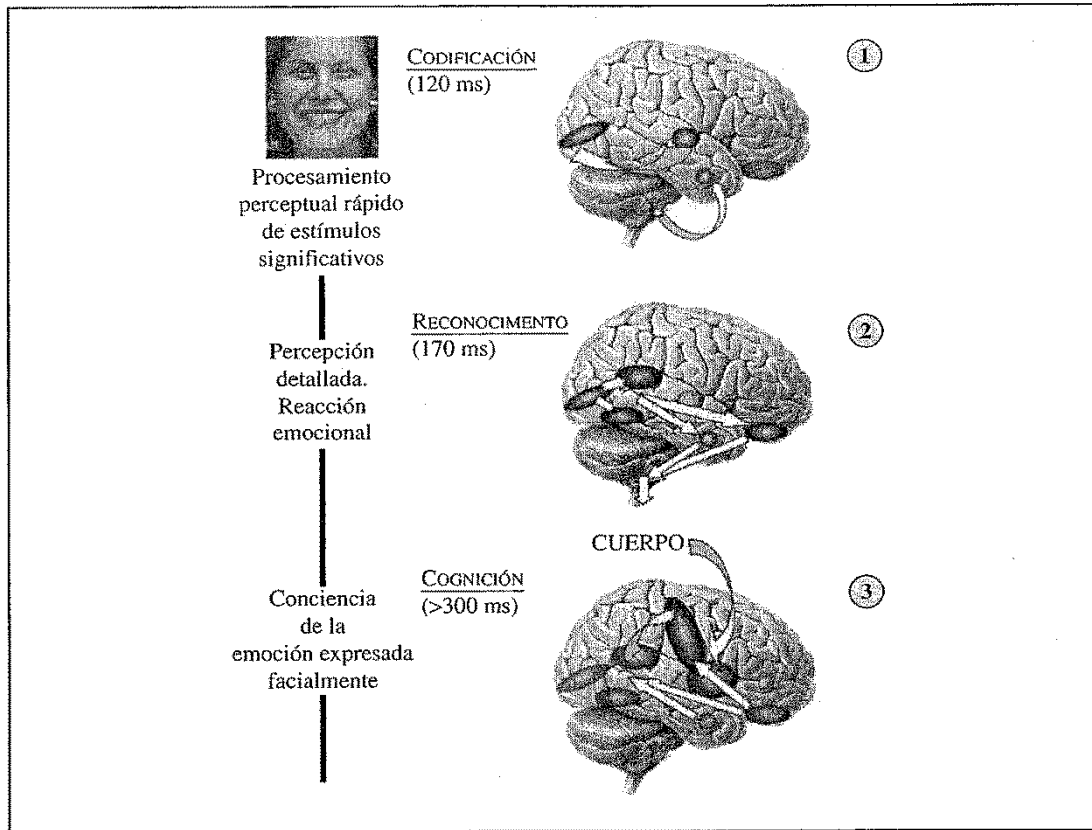 CODIFICACIÓN
(120 ms)
1
Procesamiento
perceptual rápido
de estímulos
significativos
RECONOCIMENTO
(170 ms)
2
Percepción
detallada.
Reacción
emocional
CUERPO
COGNICIÓN
(>300 ms)
3
Conciencia
de la
emoción expresada
facialmente